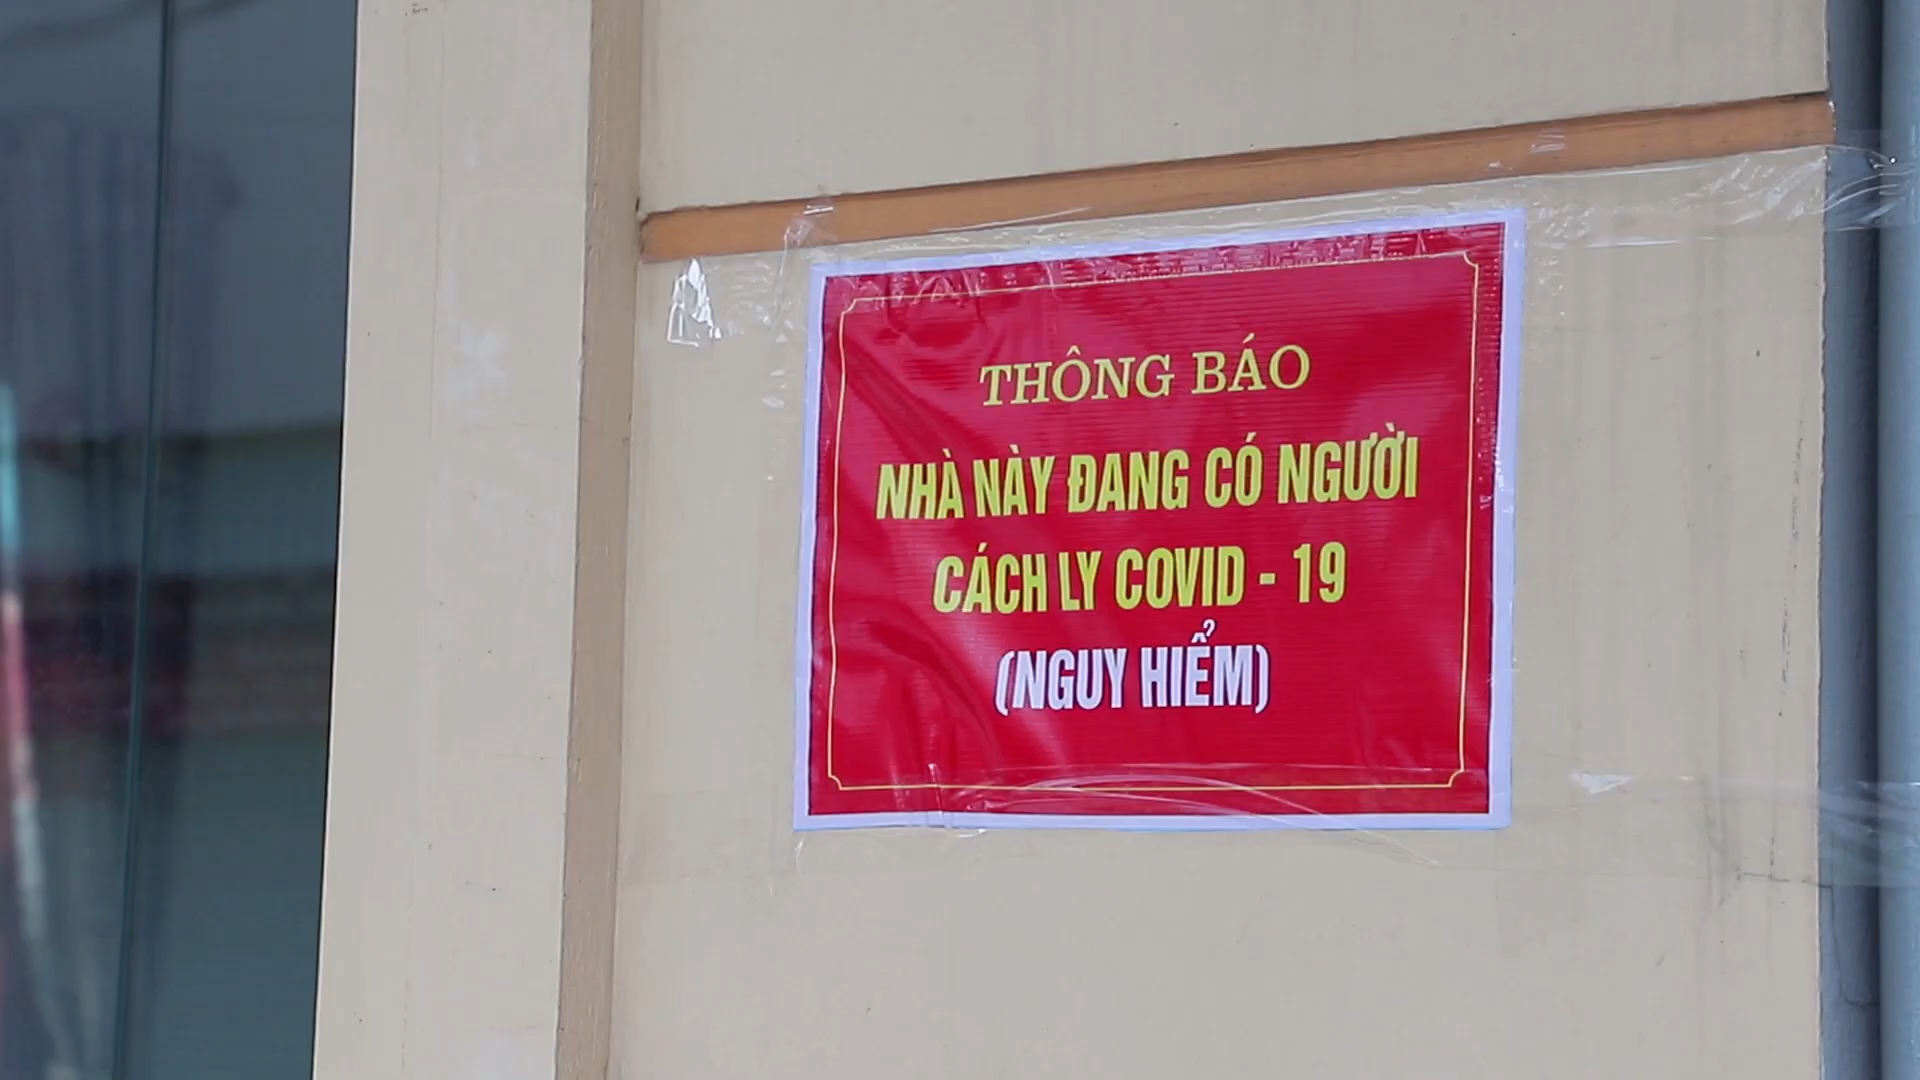 THÔNG BÁO
NHÀ NÀY ĐANG CÓ NGƯỜI
CÁCH LY COVID - 19
(NGUY HIỂM)